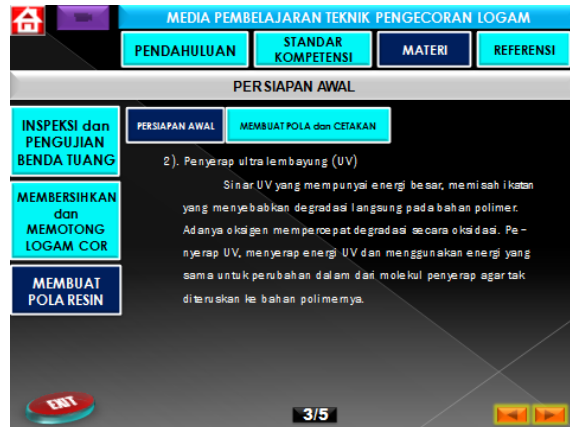 MEDIA PEMBELAJARAN TEKNIK PENGECORAN LOGAM
PENDAHULUAN
STANDAR
KOMPETENSI
MATERI
REFERENSI
PERSIAPAN AWAL
INSPEKSI dan
PENGUJIAN
BENDA TUANG
MEMBERSIHKAN
dan
MEMOTONG
LOGAM COR
MEMBUAT
POLA RESIN
PERSIAPAN AWAL
MEMBUAT POLA dan CETAKAN
2). Penyerap ultra lembayung (UV)
Sinar UV yang mempunyai energi besar, memisah ikatan
yang menyebabkan degradasi langsung pada bahan polimer.
Adanya oksigen mempercepat degradasi secara oksidasi. Pe –
nyerap UV, menyerap energi UV dan menggunakan energi yang
sama untuk perubahan dalam dari molekul penyerap agar tak
diteruskan ke bahan polimernya.
EXIT
3/5